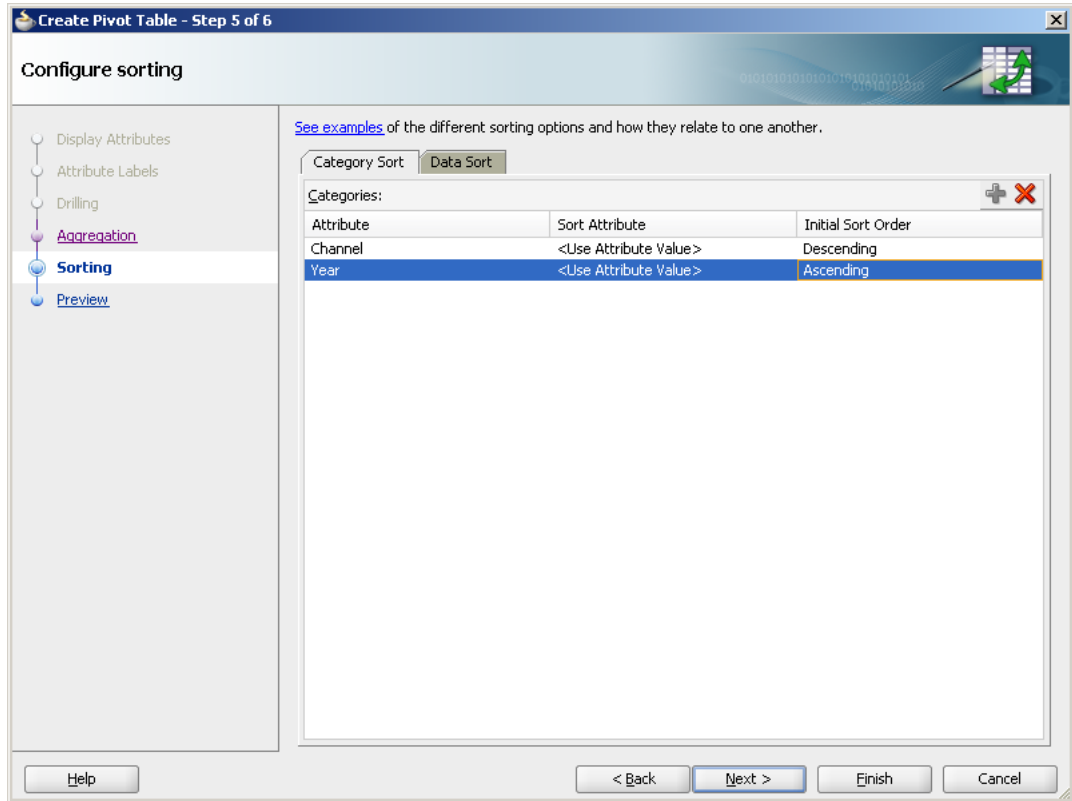 Create Pivot Table - Step 5 of 6
Configure sorting
Display Attributes
Attribute Labels
Drilling
Aggregation
Sorting
Preview
See examples of the different sorting options and how they relate to one another.
Category Sort Data Sort
Categories:
Attribute Sort Attribute Initial Sort Order
Channel <Use Attribute Value> Descending
Year <Use Attribute Value> Ascending
Help < Back Next > Finish Cancel